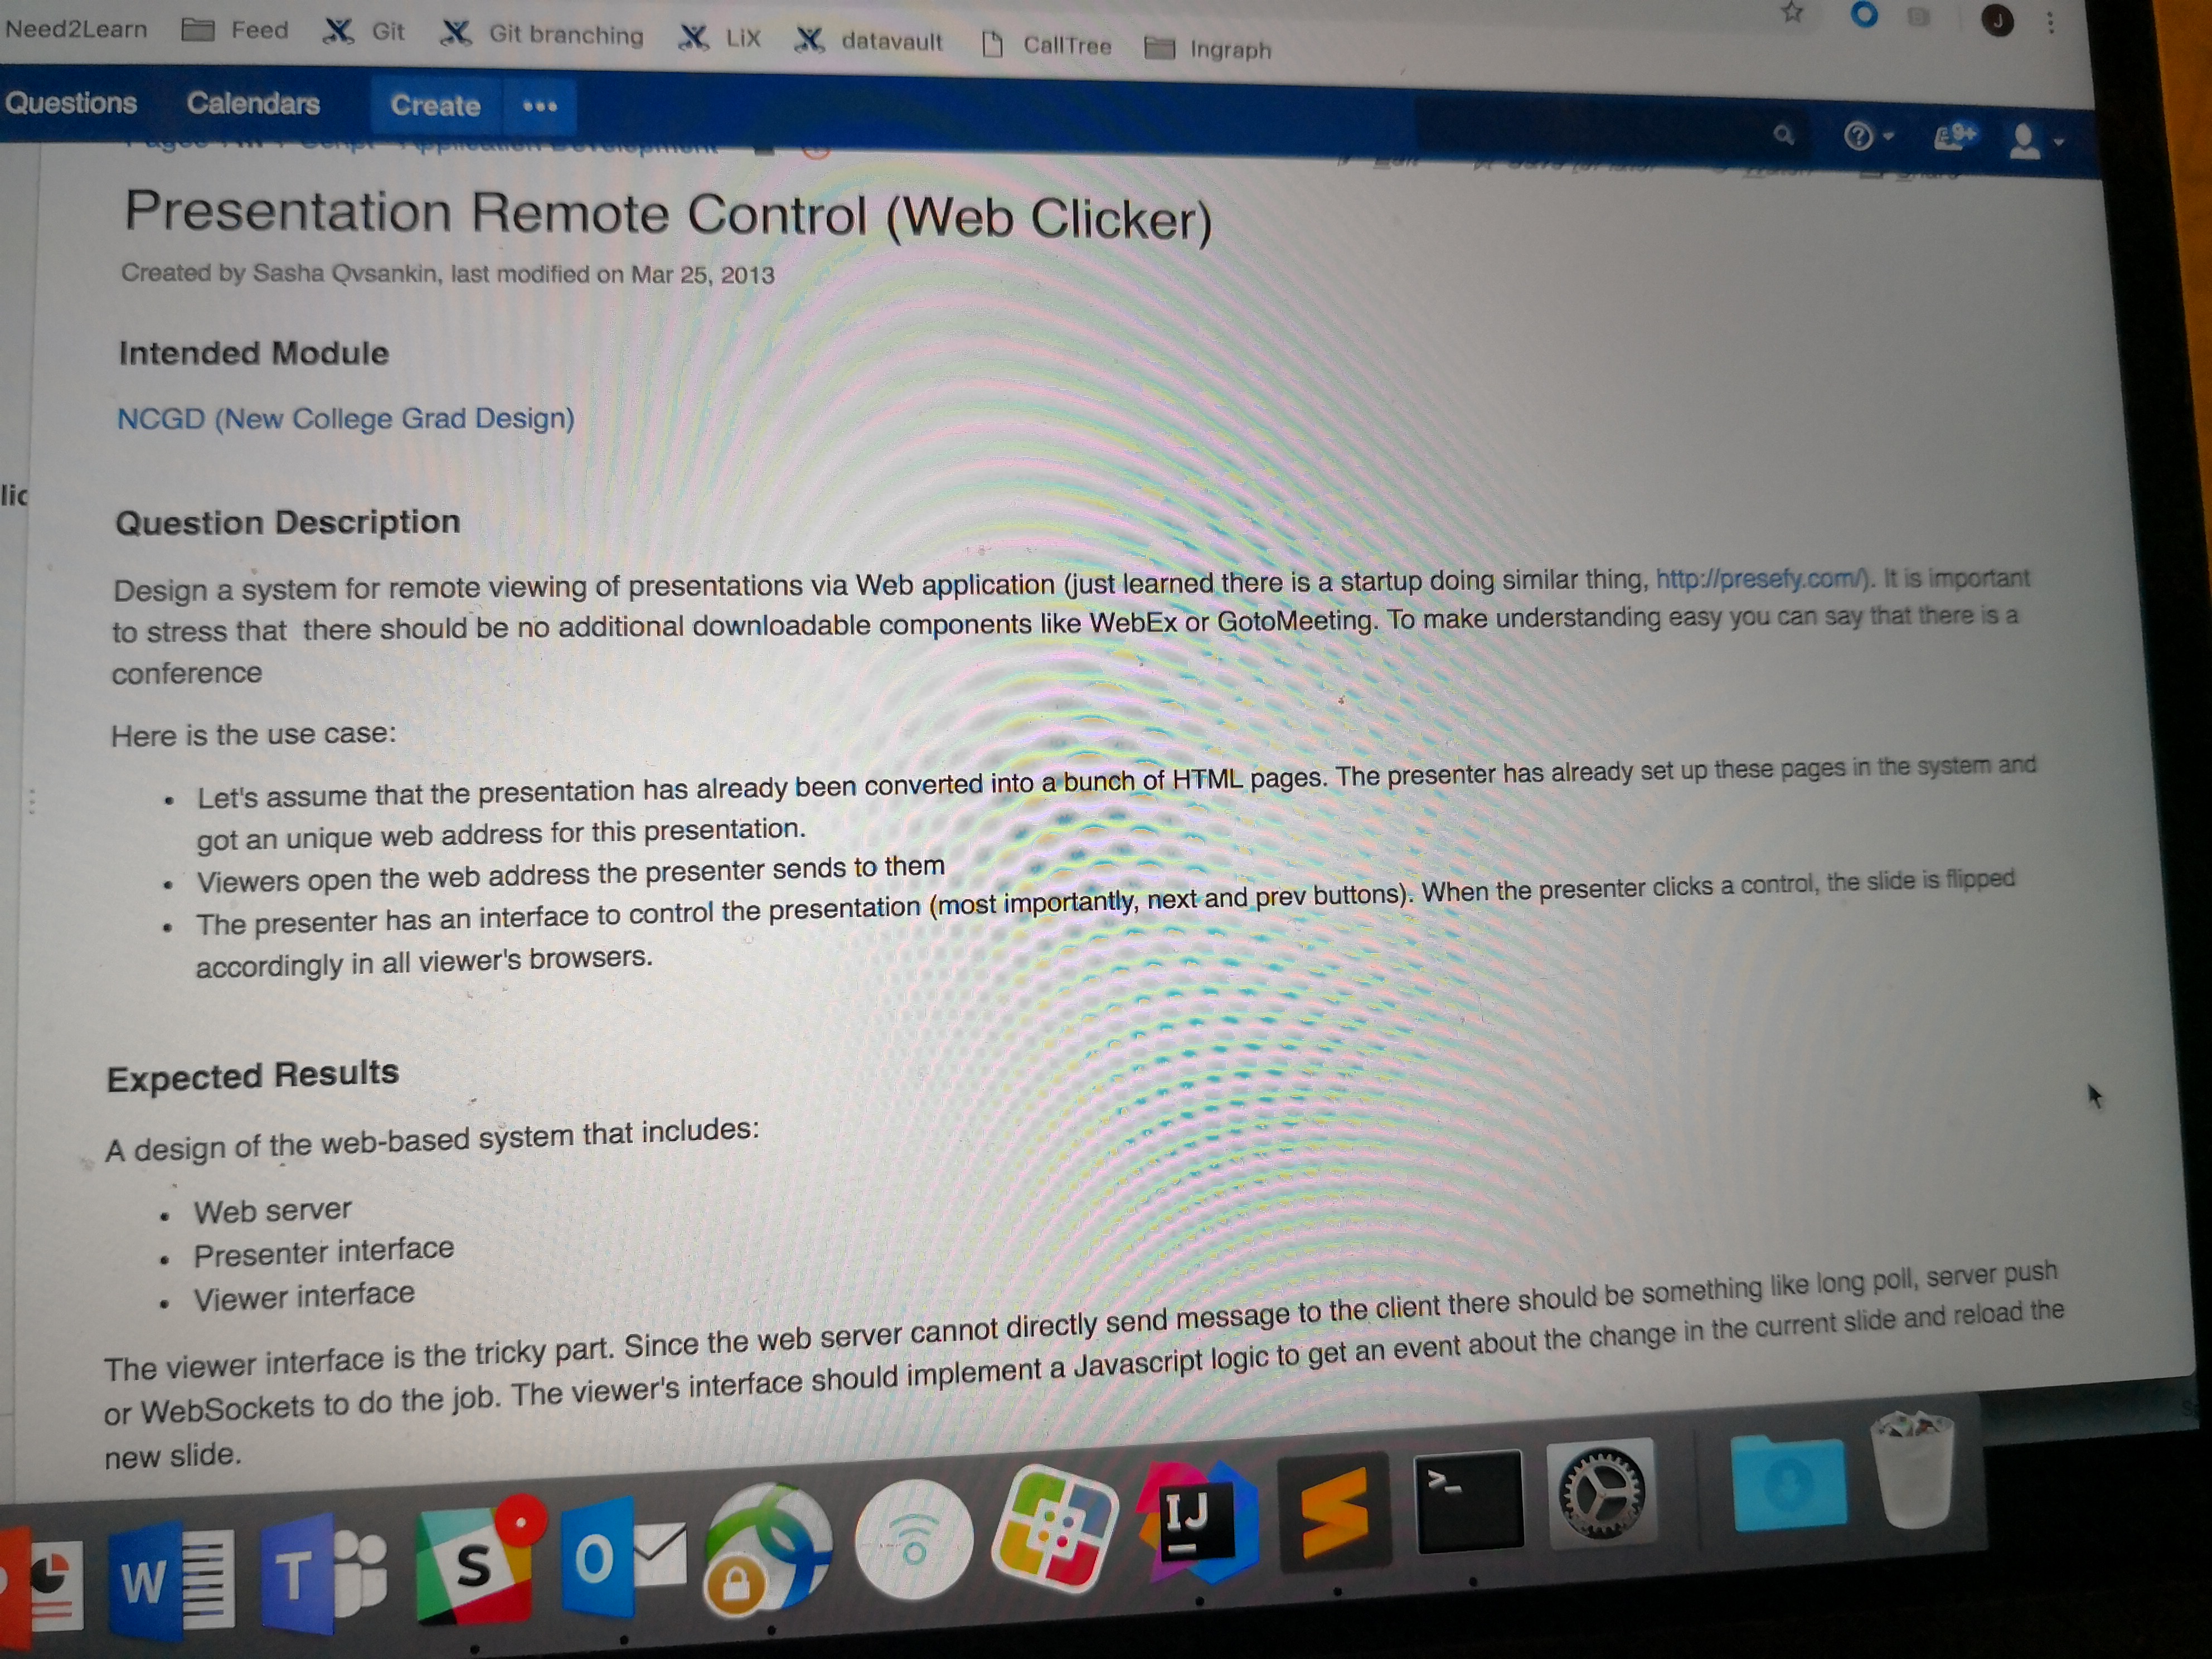 Need2Learn Feed Git Git branching LiX datavault CallTree Ingraph J
Questions Calendars Create ••• 9+
Presentation Remote Control (Web Clicker)
Created by Sasha Ovsankin, last modified on Mar 25, 2013
Intended Module
NCGD (New College Grad Design)
lic
Question Description
Design a system for remote viewing of presentations via Web application (just learned there is a startup doing similar thing, http://presefy.com/). It is important
to stress that there should be no additional downloadable components like WebEx or GotoMeeting. To make understanding easy you can say that there is a
conference
Here is the use case:
• Let's assume that the presentation has already been converted into a bunch of HTML pages. The presenter has already set up these pages in the system and
got an unique web address for this presentation.
• Viewers open the web address the presenter sends to them
• The presenter has an interface to control the presentation (most importantly, next and prev buttons). When the presenter clicks a control, the slide is flipped
accordingly in all viewer's browsers.
Expected Results
A design of the web-based system that includes:
• Web server
• Presenter interface
• Viewer interface
The viewer interface is the tricky part. Since the web server cannot directly send message to the client there should be something like long poll, server push
or WebSockets to do the job. The viewer's interface should implement a Javascript logic to get an event about the change in the current slide and reload the
new slide.
W T S O IJ >_